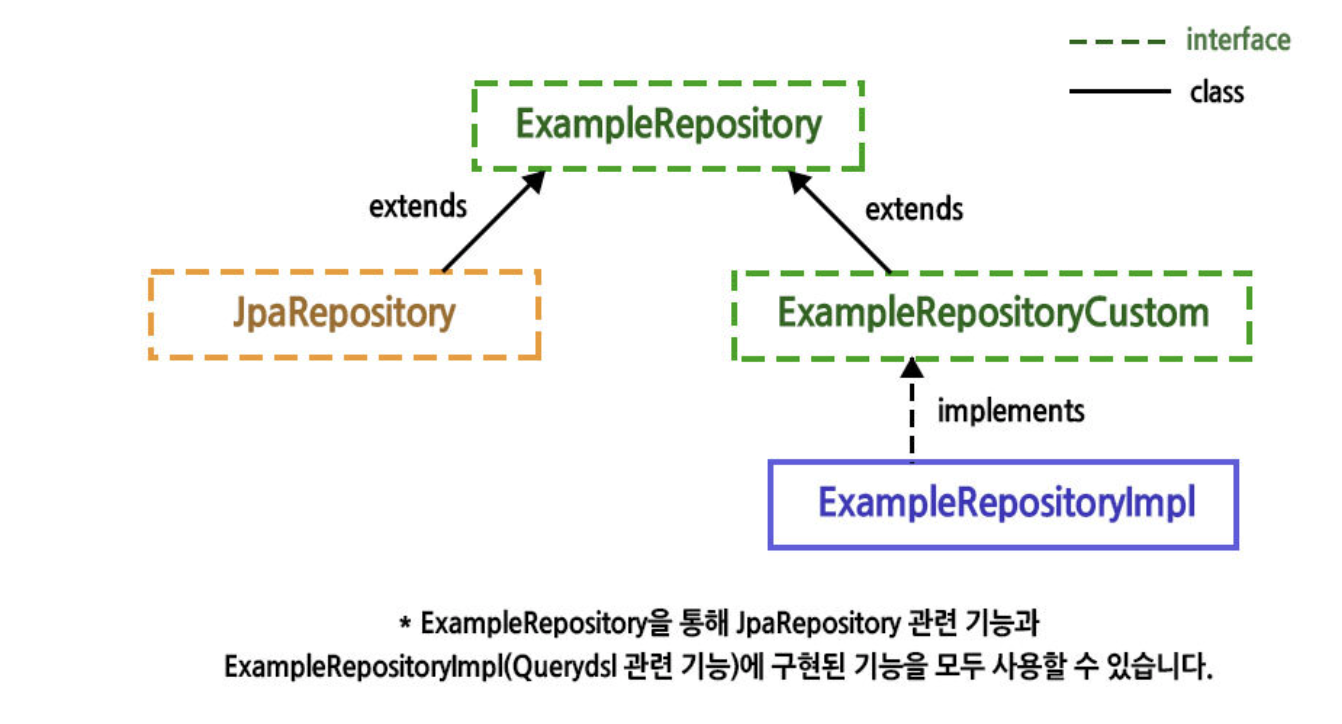 interface
class
ExampleRepository
extends
extends
JpaRepository
ExampleRepositoryCustom
implements
ExampleRepositoryImpl
* ExampleRepository을 통해 JpaRepository 관련 기능과
ExampleRepositoryImpl(Querydsl 관련 기능)에 구현된 기능을 모두 사용할 수 있습니다.